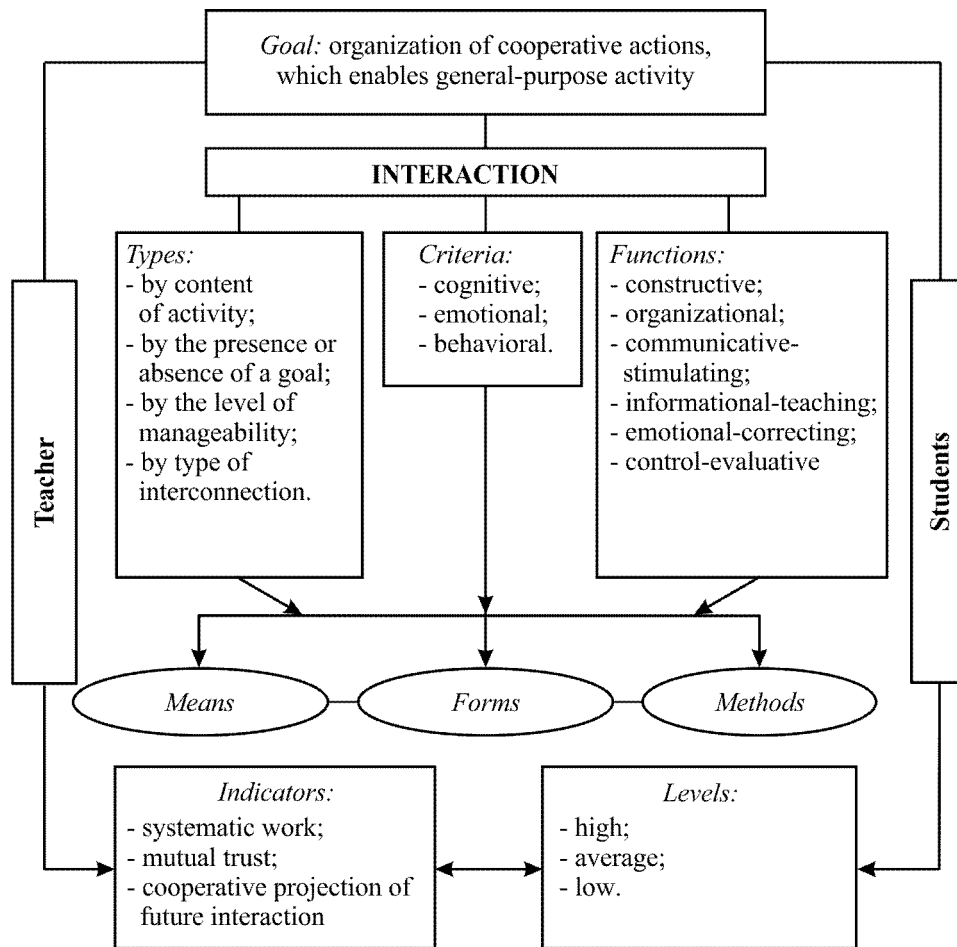 Goal: organization of cooperative actions,
which enables general-purpose activity
INTERACTION
Types:
- by content
of activity;
- by the presence or
absence of a goal;
- by the level of
manageability;
- by type of
interconnection.
Criteria:
- cognitive;
- emotional;
- behavioral.
Functions:
- constructive;
- organizational;
- communicative-
stimulating;
- informational-teaching;
- emotional-correcting;
- control-evaluative
Teacher
Students
Means
Forms
Methods
Indicators:
- systematic work;
- mutual trust;
- cooperative projection of
future interaction
Levels:
- high;
- average;
- low.